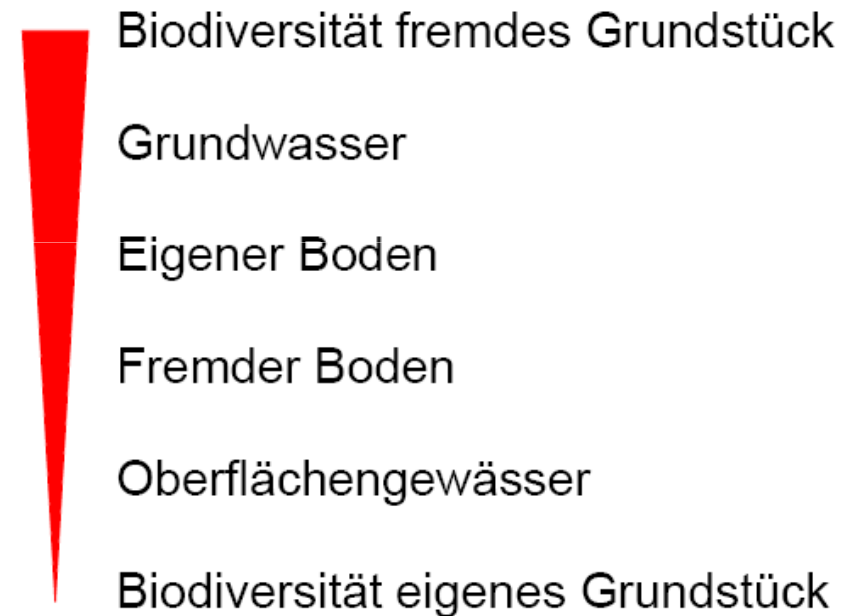 Biodiversität fremdes Grundstück
Grundwasser
Eigener Boden
Fremder Boden
Oberflächengewässer
Biodiversität eigenes Grundstück